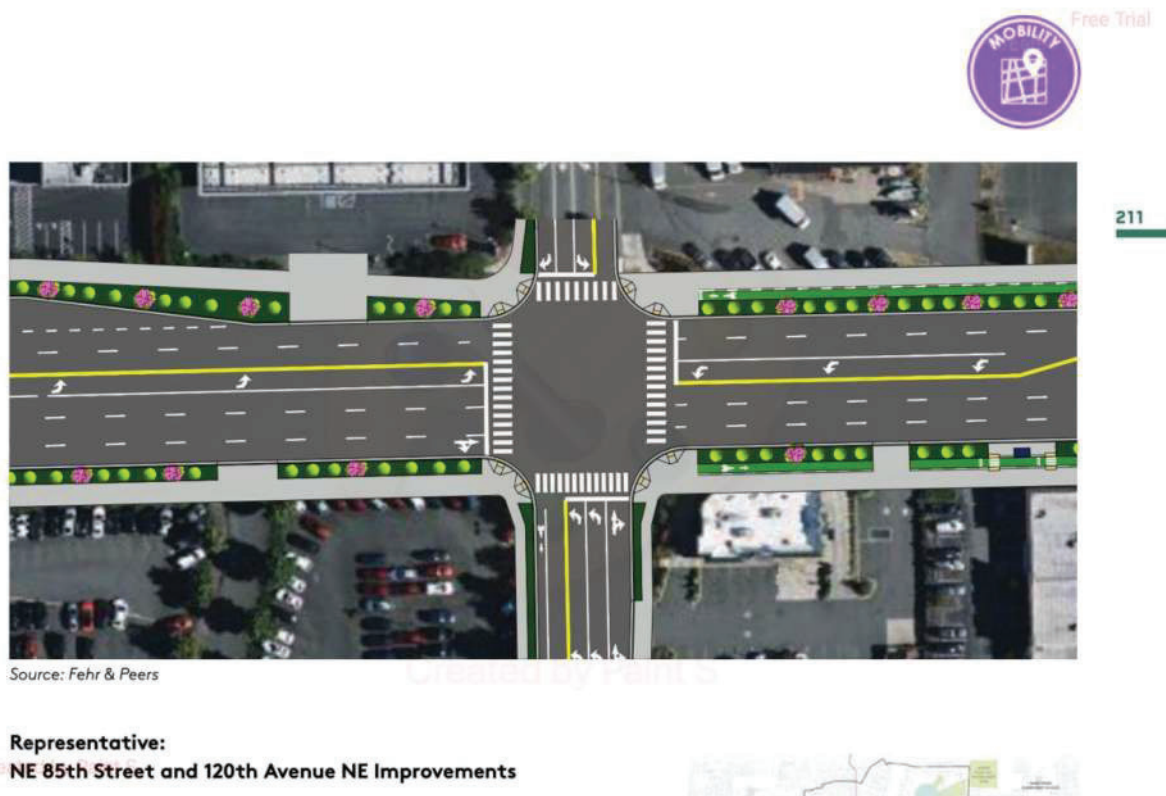 Free Trial
MOBILITY
211
Source: Fehr & Peers
Created by Paint S
Representative:
NE 85th Street and 120th Avenue NE Improvements